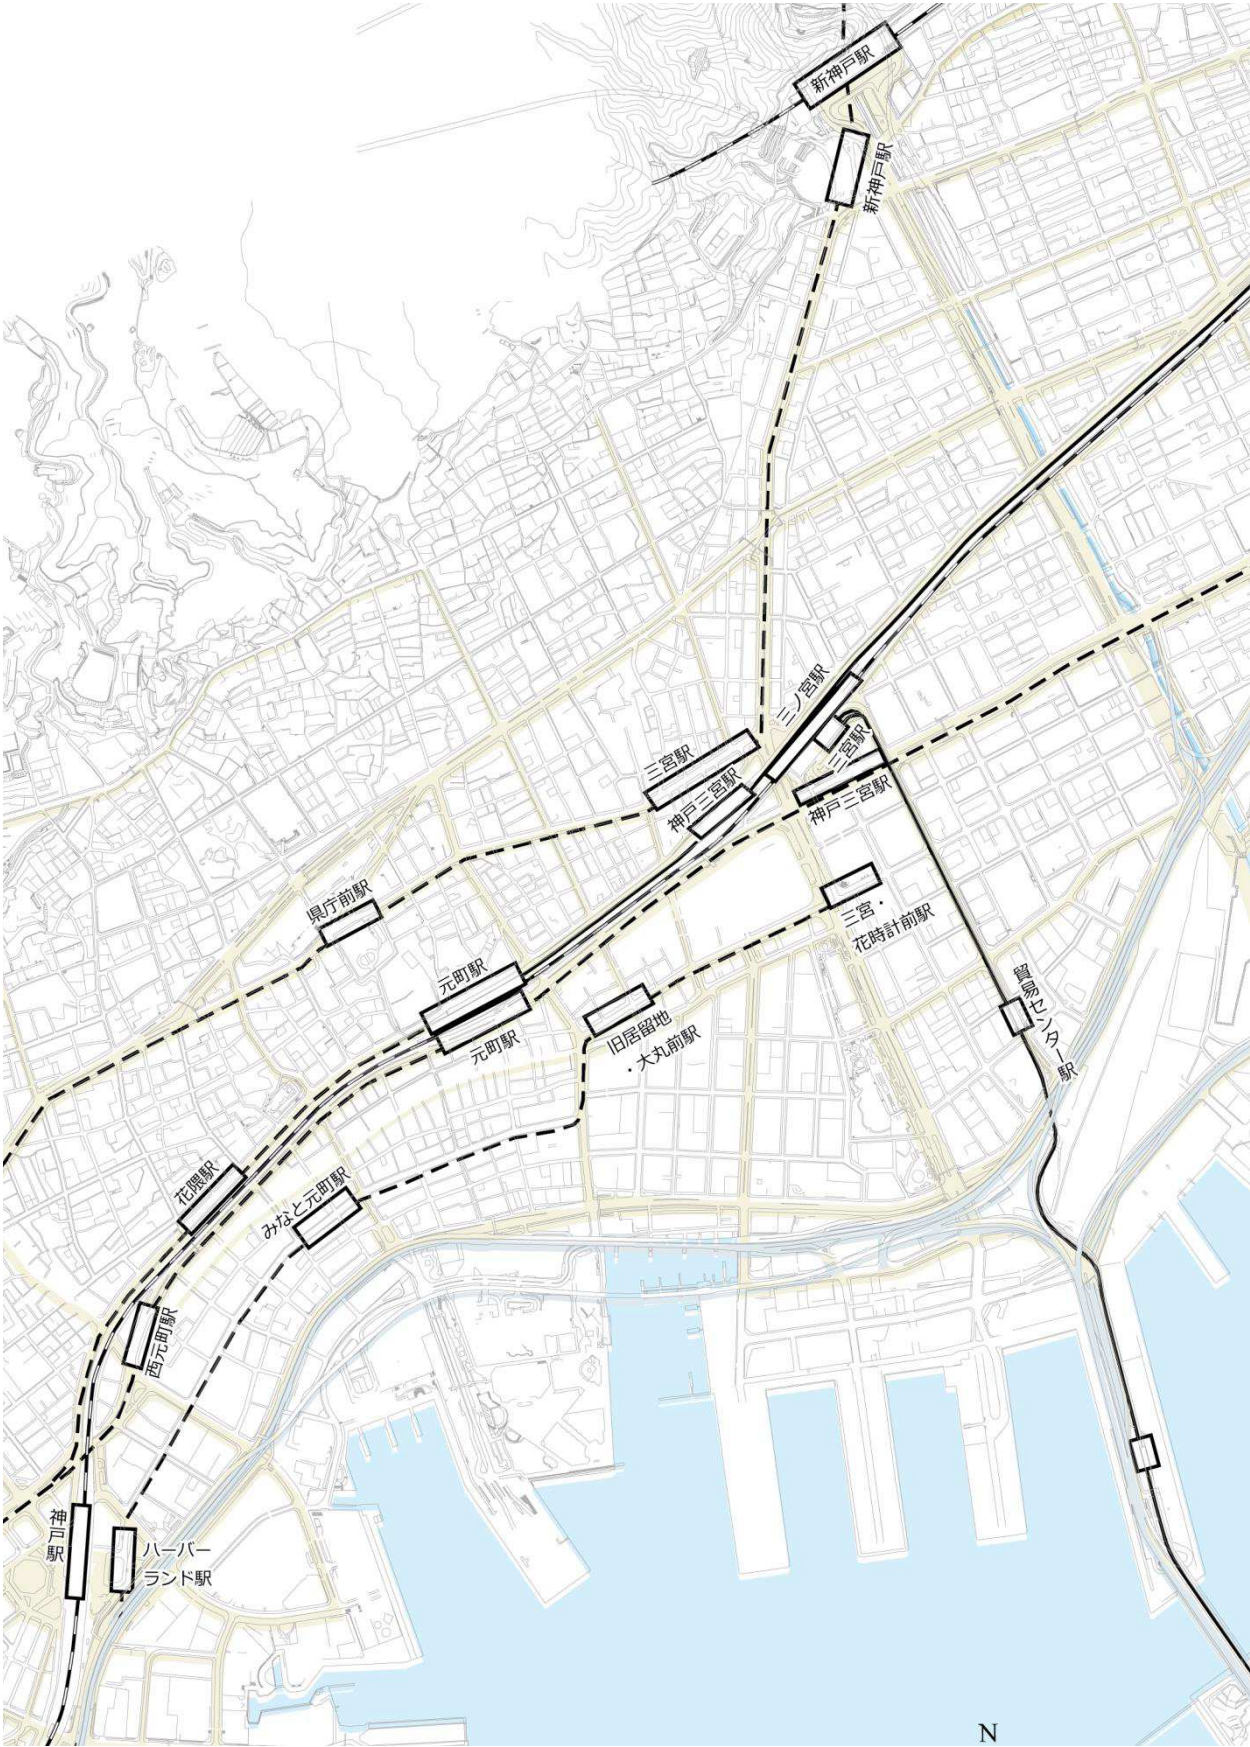 新神戸駅
新神戸駅
三ノ宮駅
三宮駅
三宮駅
神戸三宮駅
神戸三宮駅
三宮・
花時計前駅
県庁前駅
元町駅
元町駅
旧居留地
・大丸前駅
貿易センター駅
花隈駅
みなと元町駅
西元町駅
神戸駅
ハーバー
ランド駅
N